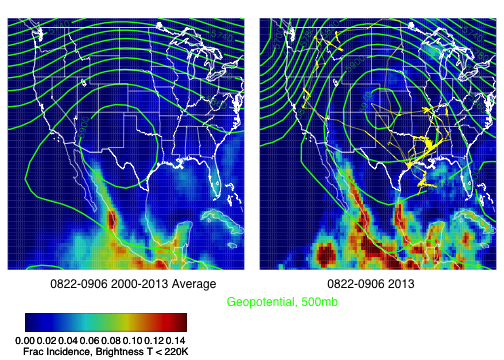 0822-0906 2000-2013 Average
0822-0906 2013
Geopotential, 500mb
0.00 0.02 0.04 0.06 0.08 0.10 0.12 0.14
Frac Incidence, Brightness T < 220K